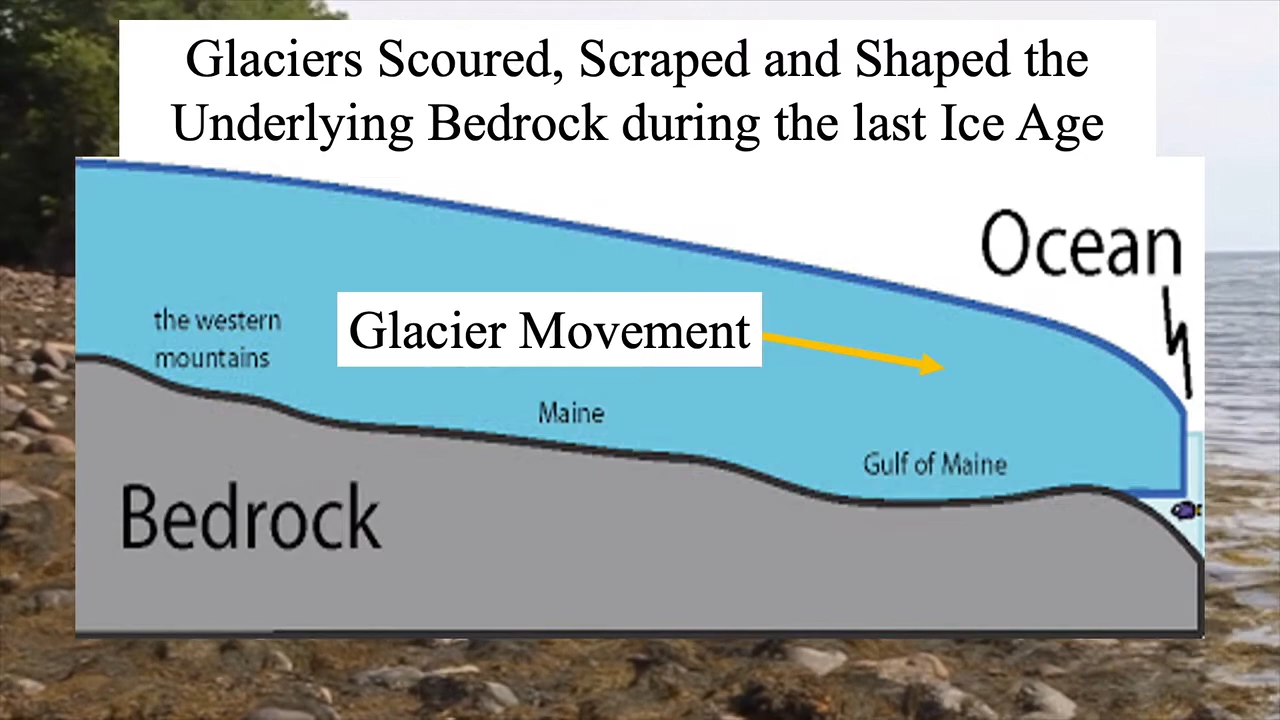 Glaciers Scoured, Scraped and Shaped the
Underlying Bedrock during the last Ice Age
Ocean
the western
mountains
Glacier Movement
Maine
Gulf of Maine
Bedrock